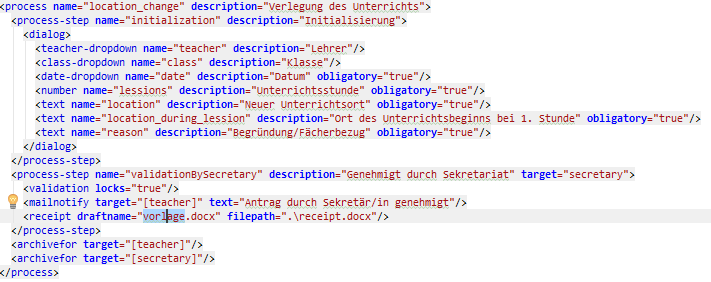 <process name="location_change" description="Verlegung des Unterrichts">
<process-step name="initialization" description="Initialisierung">
<dialog>
<teacher-dropdown name="teacher" description="Lehrer"/>
<class-dropdown name="class" description="Klasse"/>
<date-dropdown name="date" description="Datum" obligatory="true"/>
<number name="lessions" description="Unterrichtsstunde" obligatory="true"/>
<text name="location" description="Neuer Unterrichtsort" obligatory="true"/>
<text name="location_during_lession" description="Ort des Unterrichtsbeginns bei 1. Stunde" obligatory="true"/>
<text name="reason" description="Begründung/Fächerbezug" obligatory="true"/>
</dialog>
</process-step>
<process-step name="validationBySecretary" description="Genehmigt durch Sekretariat" target="secretary">
<validation locks="true"/>
<mailnotify target="[teacher]" text="Antrag durch Sekretär/in genehmigt"/>
<receipt draftname="vorlage.docx" filepath=".\receipt.docx"/>
</process-step>
<archivefor target="[teacher]"/>
<archivefor target="[secretary]"/>
</process>